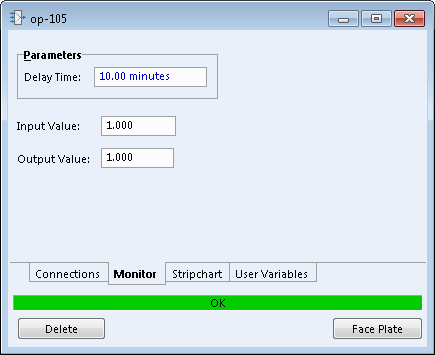 op-105
Parameters
Delay Time: 10.00 minutes
Input Value: 1.000
Output Value: 1.000
Connections Monitor Stripchart User Variables
OK
Delete Face Plate